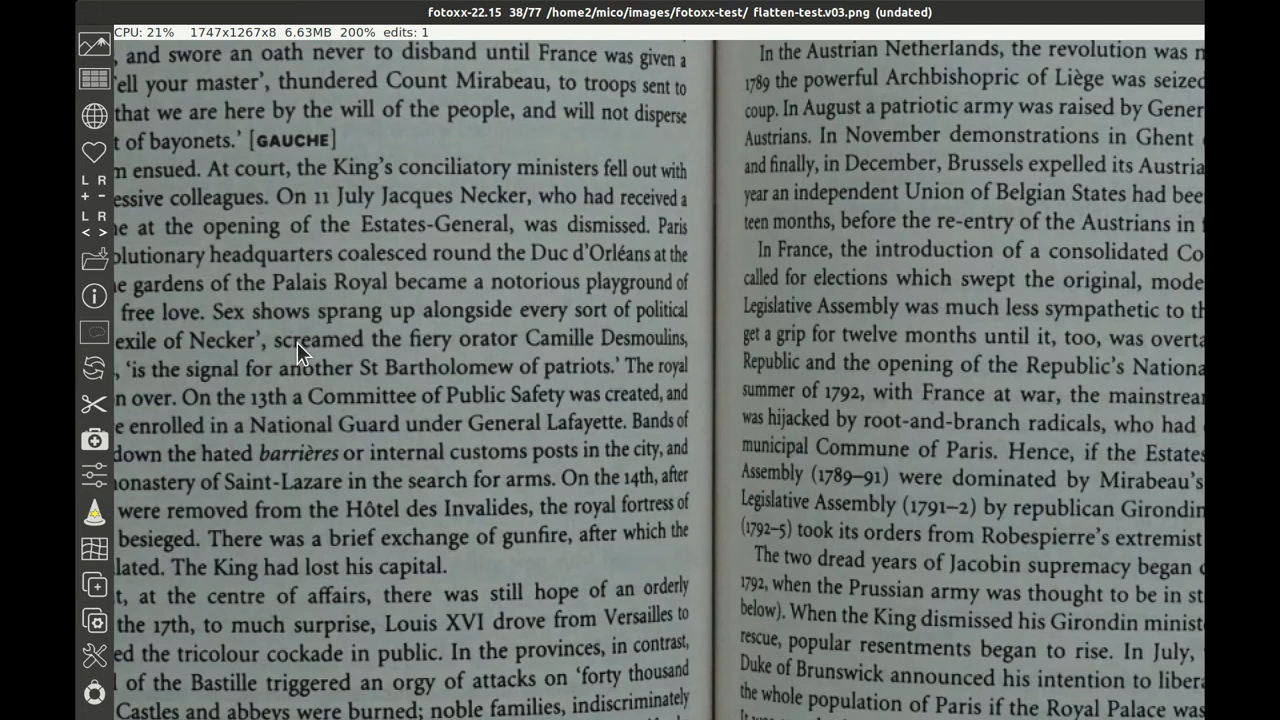 fotoxx-22.15 38/77 /home2/mico/images/fotoxx-test/ flatten-test.v03.png (undated)
CPU: 21% 1747x1267x8 6.63MB 200% edits: 1
L R
+ -
L R
< >
, and swore an oath never to disband until France was given a
ell your master', thundered Count Mirabeau, to troops sent to
that we are here by the will of the people, and will not disperse
t of bayonets.' [GAUCHE]
n ensued. At court, the King's conciliatory ministers fell out with
essive colleagues. On 11 July Jacques Necker, who had received a
e at the opening of the Estates-General, was dismissed. Paris
olutionary headquarters coalesced round the Duc d'Orléans at the
e gardens of the Palais Royal became a notorious playground of
free love. Sex shows sprang up alongside every sort of political
exile of Necker', screamed the fiery orator Camille Desmoulins,
, 'is the signal for another St Bartholomew of patriots.' The royal
n over. On the 13th a Committee of Public Safety was created, and
e enrolled in a National Guard under General Lafayette. Bands of
down the hated barrières or internal customs posts in the city, and
onastery of Saint-Lazare in the search for arms. On the 14th, after
were removed from the Hôtel des Invalides, the royal fortress of
besieged. There was a brief exchange of gunfire, after which the
lated. The King had lost his capital.
t, at the centre of affairs, there was still hope of an orderly
the 17th, to much surprise, Louis XVI drove from Versailles to
ed the tricolour cockade in public. In the provinces, in contrast,
l of the Bastille triggered an orgy of attacks on 'forty thousand
Castles and abbeys were burned; noble families, indiscriminately
In the Austrian Netherlands, the revolution was n
1789 the powerful Archbishopric of Liège was seized
coup. In August a patriotic army was raised by Gener
Austrians. In November demonstrations in Ghent
and finally, in December, Brussels expelled its Austria
year an independent Union of Belgian States had bee
teen months, before the re-entry of the Austrians in
In France, the introduction of a consolidated Co
called for elections which swept the original, mode
Legislative Assembly was much less sympathetic to th
get a grip for twelve months until it, too, was overta
Republic and the opening of the Republic's Nationa
summer of 1792, with France at war, the mainstrear
was hijacked by root-and-branch radicals, who had
municipal Commune of Paris. Hence, if the Estates
Assembly (1789–91) were dominated by Mirabeau's
Legislative Assembly (1791–2) by republican Girondin
(1792–5) took its orders from Robespierre's extremist
The two dread years of Jacobin supremacy began
1792, when the Prussian army was thought to be in st
below). When the King dismissed his Girondin minist
rescue, popular resentments began to rise. In July,
Duke of Brunswick announced his intention to libera
the whole population of Paris if the Royal Palace was